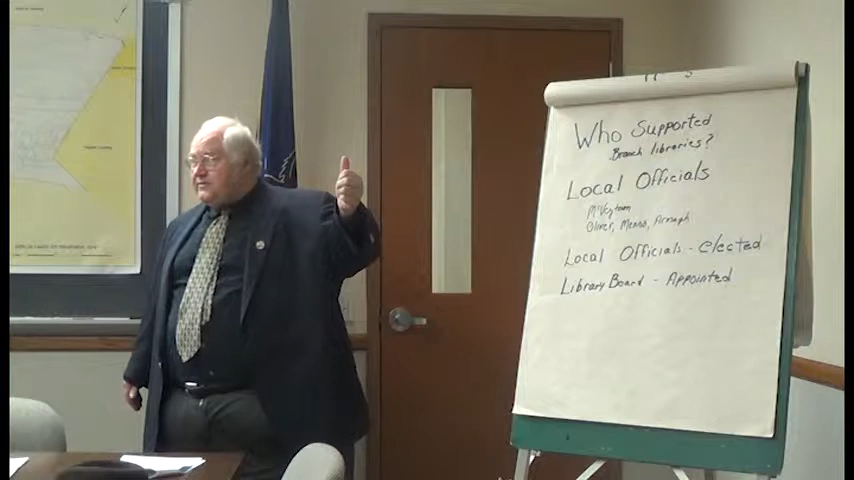 Who Supported
Branch libraries?
Local Officials
McVeytown
Oliver, Menno, Armagh
Local Officials - elected
Library Board - Appointed